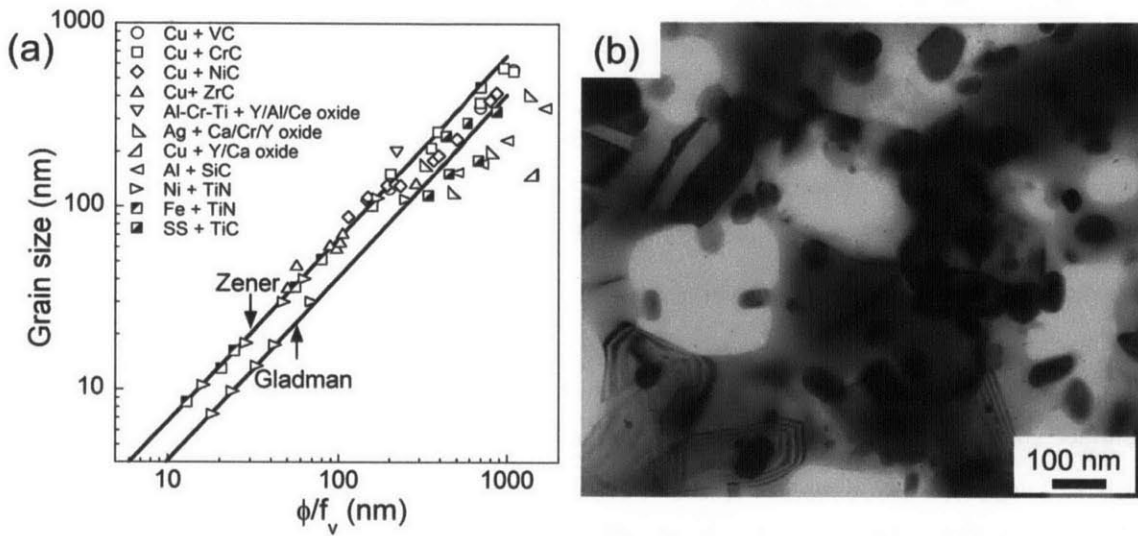 (a)
1000
100
10
Grain size (nm)
Cu + VC
Cu + CrC
Cu + NiC
Cu+ ZrC
Al-Cr-Ti + Y/Al/Ce oxide
Ag + Ca/Cr/Y oxide
Cu + Y/Ca oxide
Al + SiC
Ni + TiN
Fe + TiN
SS + TiC
Zener
Gladman
10
100
1000
ϕ/fv (nm)
(b)
100 nm